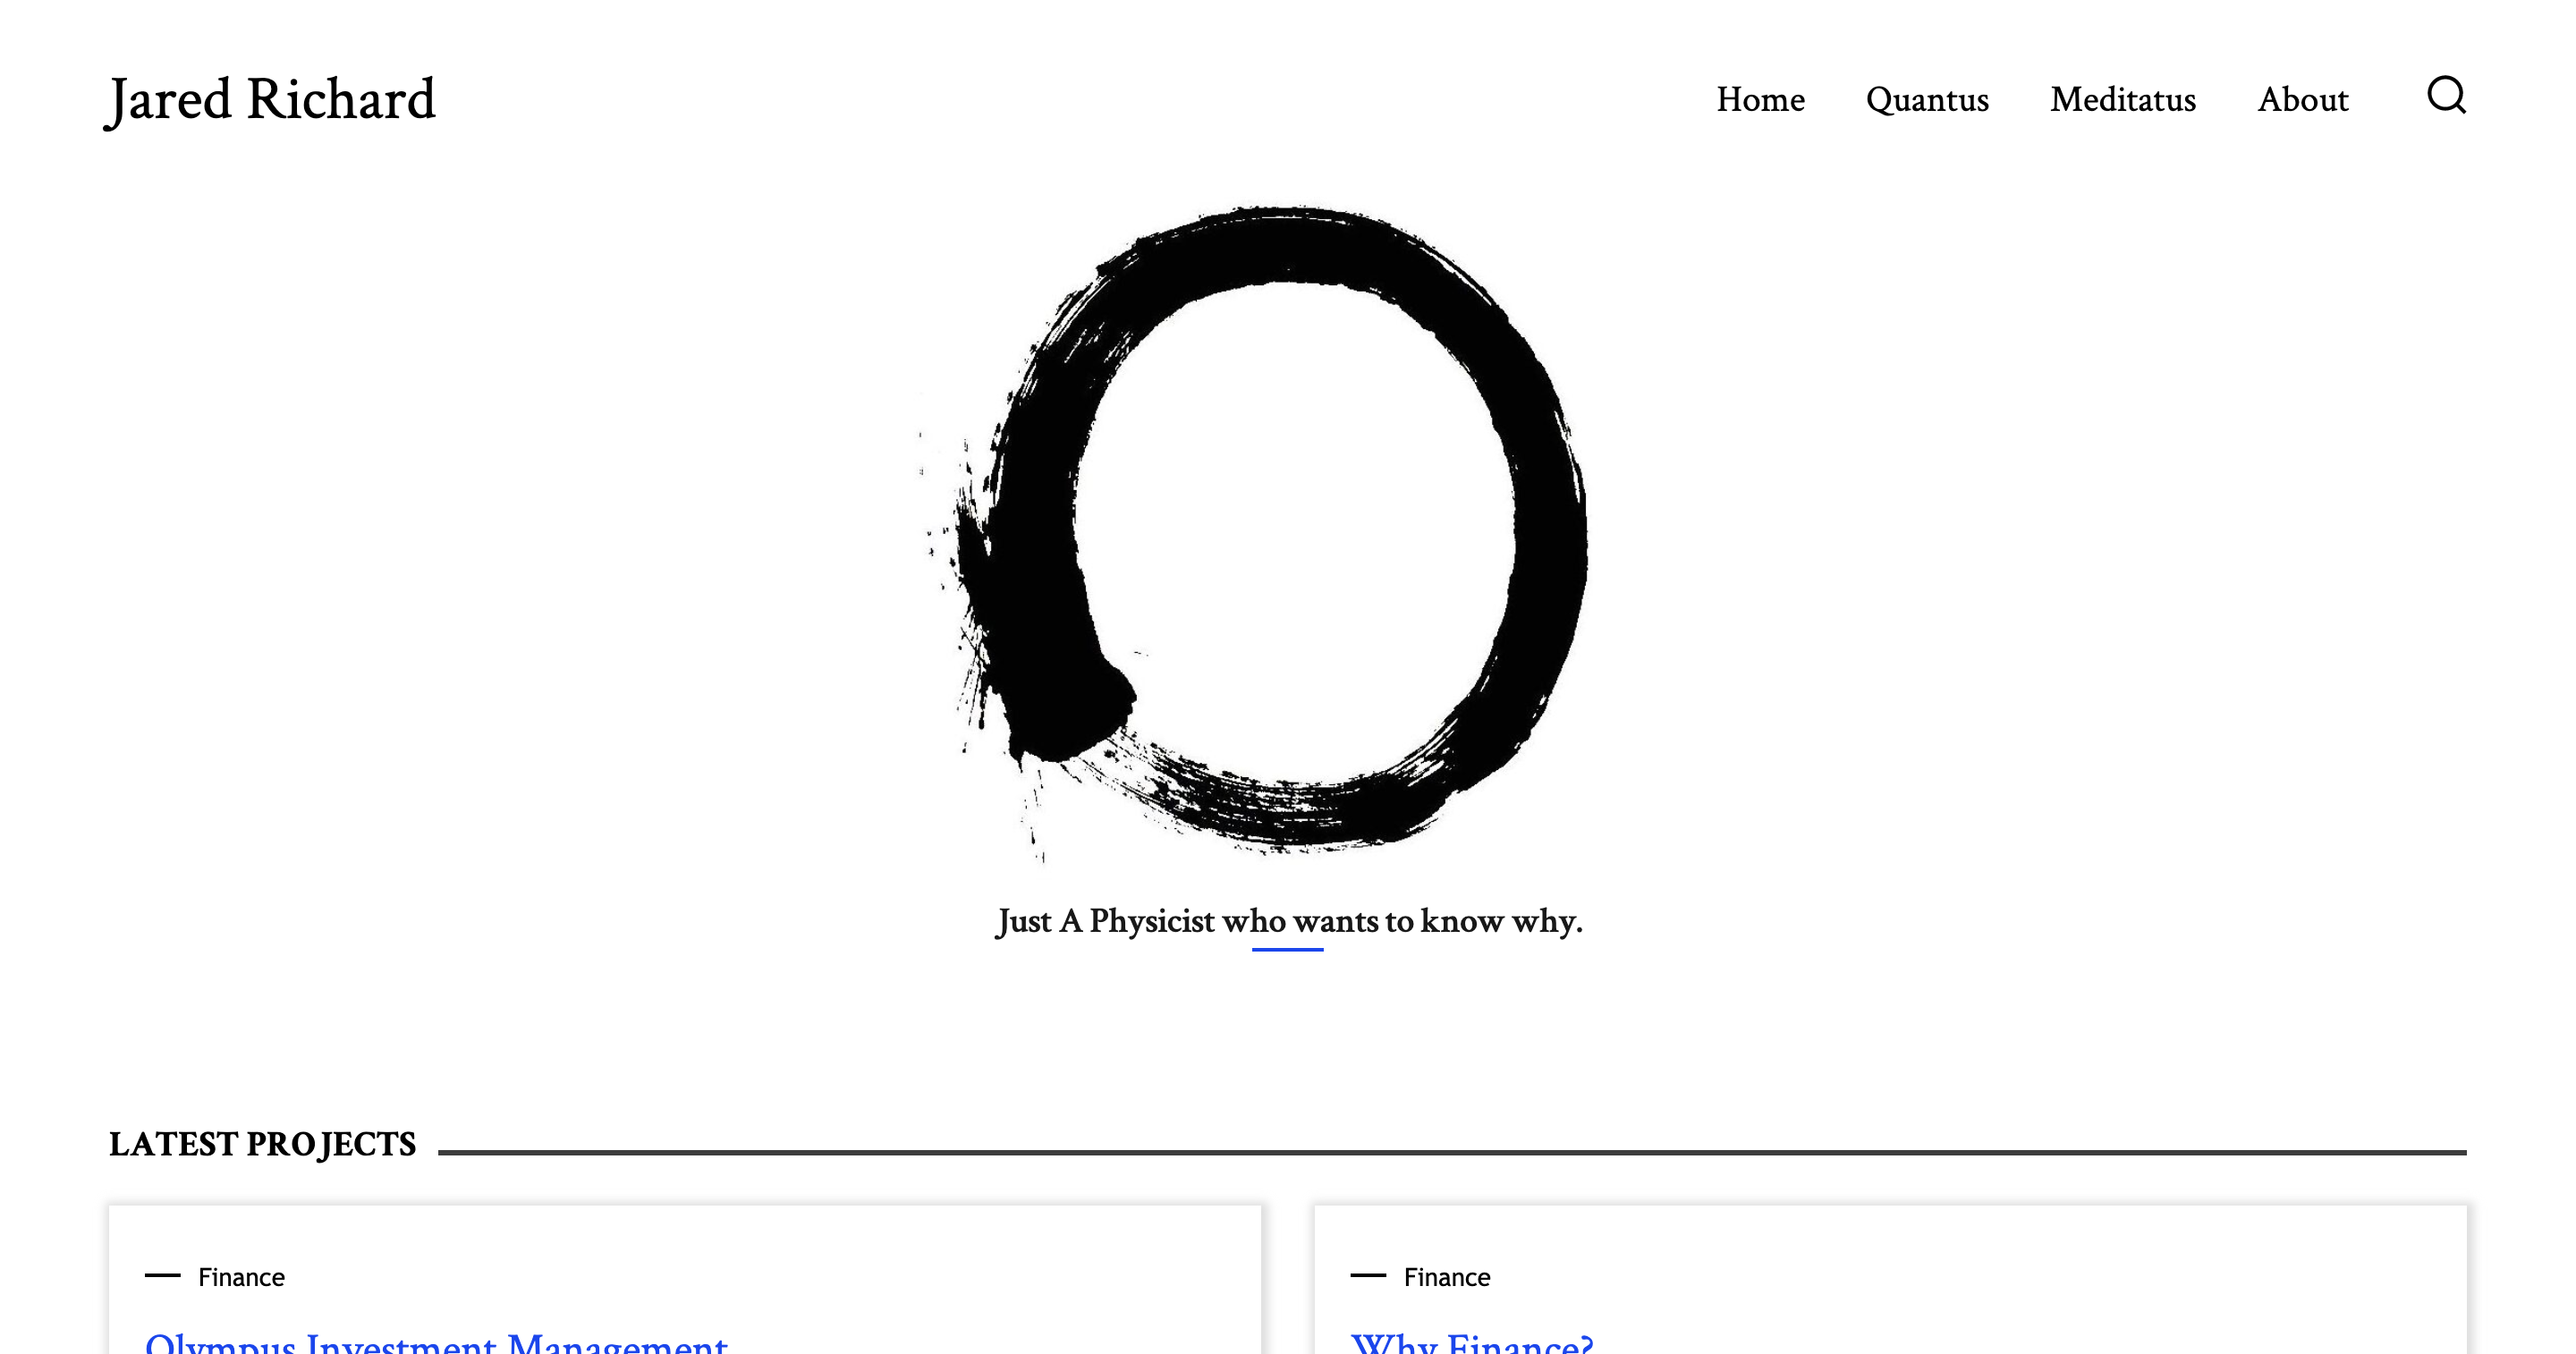 Jared Richard
Home Quantus Meditatus About
Just A Physicist who wants to know why.
LATEST PROJECTS
Finance
Olympus Investment Management
Finance
Why Finance?